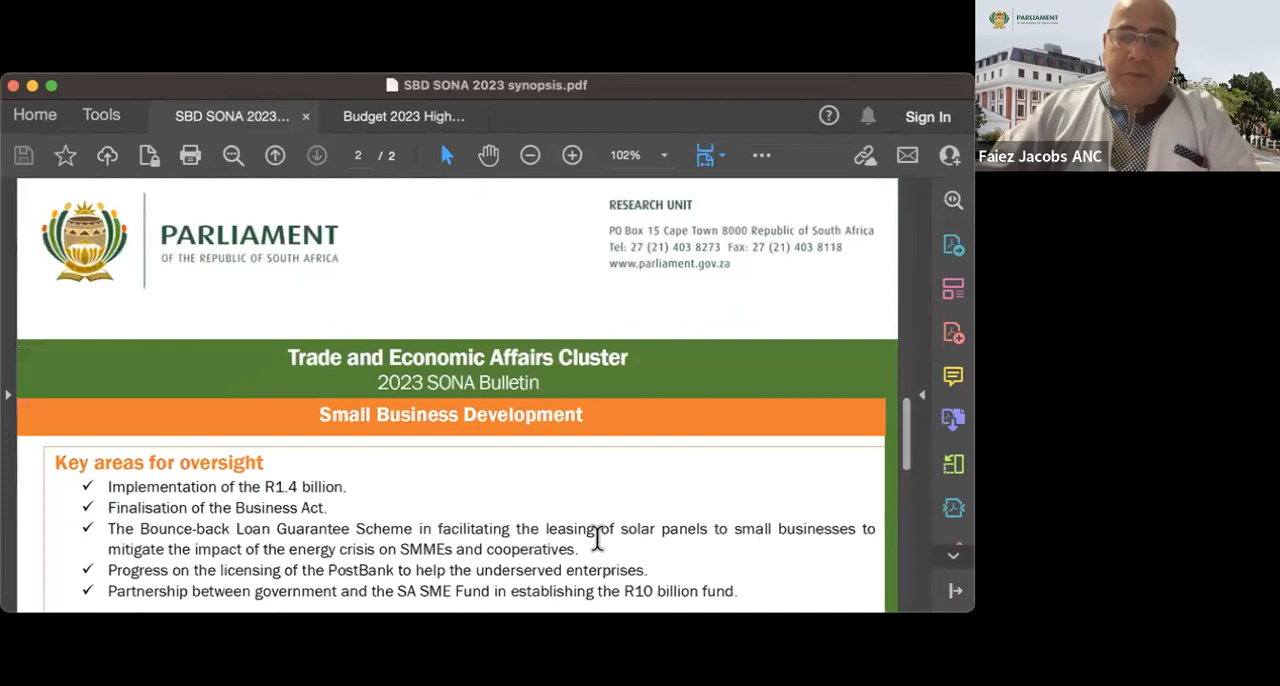 SBD SONA 2023 synopsis.pdf
Home Tools SBD SONA 2023... × Budget 2023 High... Sign In
2 / 2 102%
PARLIAMENT
OF THE REPUBLIC OF SOUTH AFRICA
RESEARCH UNIT
PO Box 15 Cape Town 8000 Republic of South Africa
Tel: 27 (21) 403 8273 Fax: 27 (21) 403 8118
www.parliament.gov.za
Trade and Economic Affairs Cluster
2023 SONA Bulletin
Small Business Development
Key areas for oversight
✓ Implementation of the R1.4 billion.
✓ Finalisation of the Business Act.
✓ The Bounce-back Loan Guarantee Scheme in facilitating the leasing of solar panels to small businesses to
mitigate the impact of the energy crisis on SMMEs and cooperatives.
✓ Progress on the licensing of the PostBank to help the underserved enterprises.
✓ Partnership between government and the SA SME Fund in establishing the R10 billion fund.
PARLIAMENT
Faiez Jacobs ANC